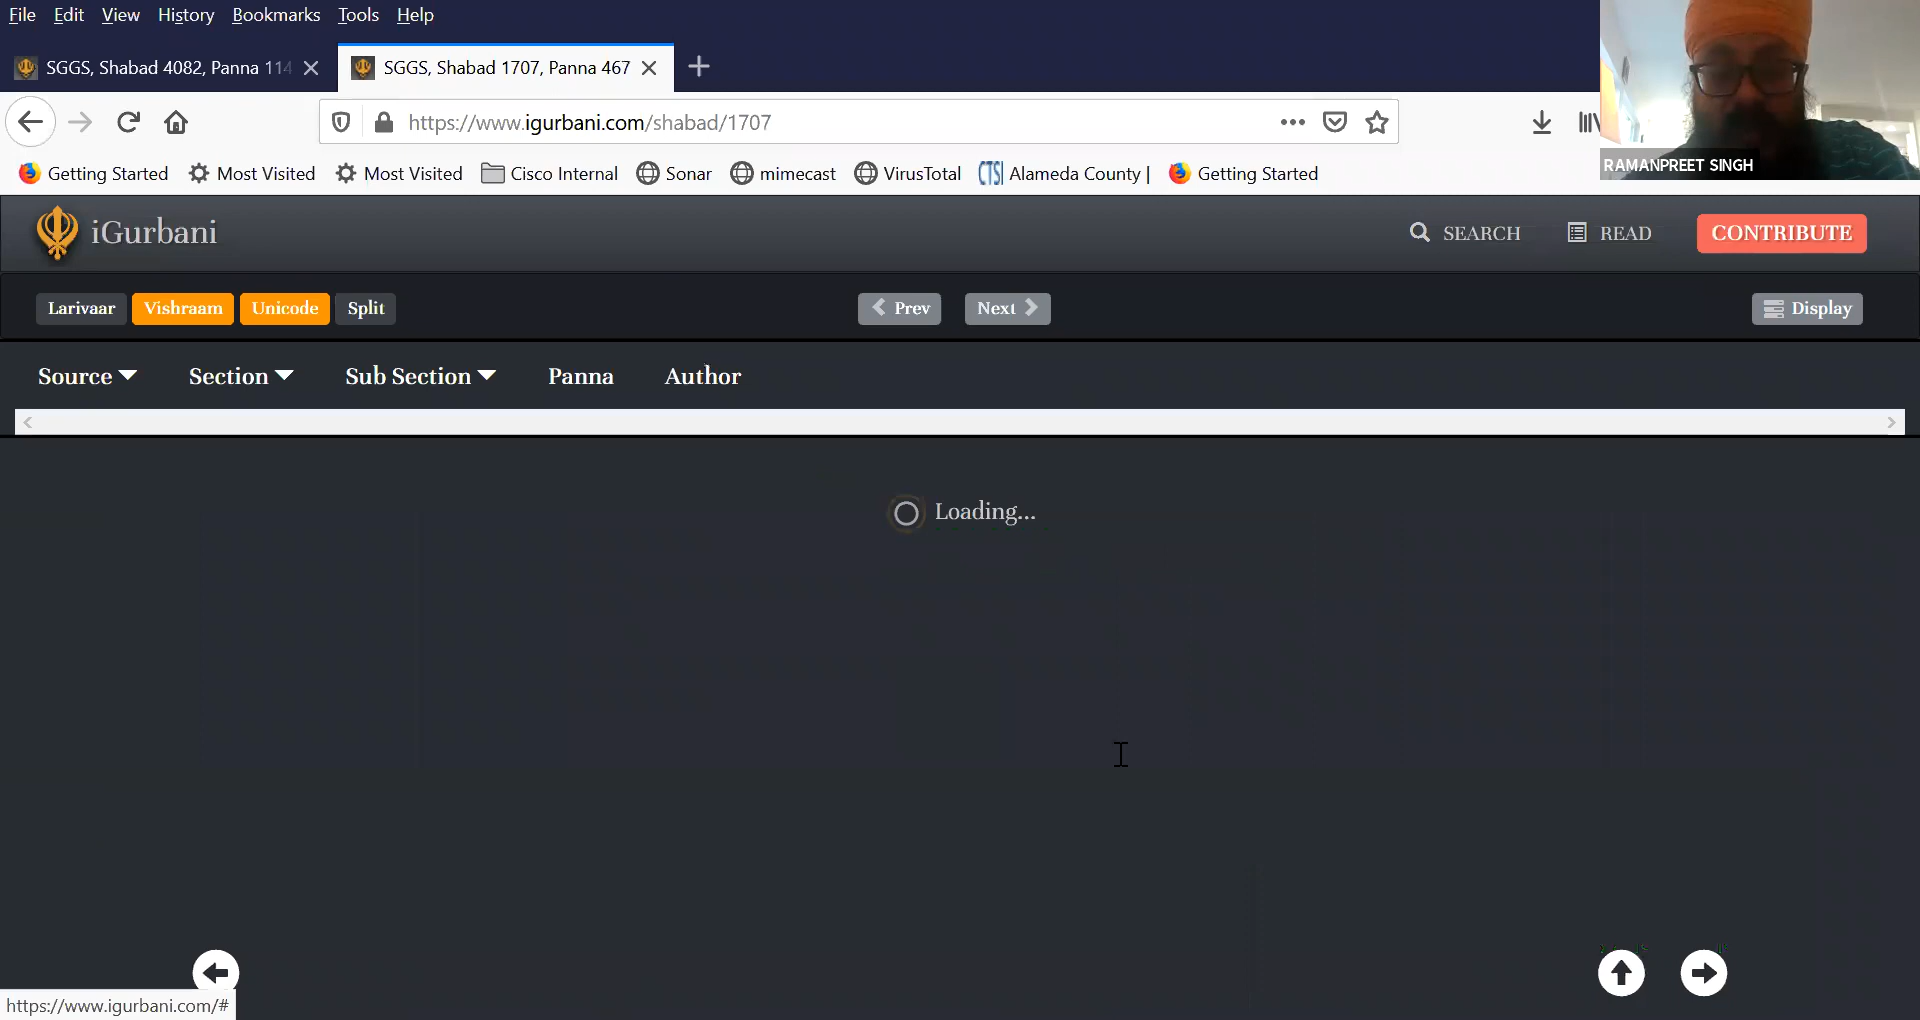 File Edit View History Bookmarks Tools Help
SGGS, Shabad 4082, Panna 114 SGGS, Shabad 1707, Panna 467
https://www.igurbani.com/shabad/1707
Getting Started Most Visited Most Visited Cisco Internal Sonar mimecast VirusTotal CTS Alameda County | Getting Started
RAMANPREET SINGH
iGurbani SEARCH READ CONTRIBUTE
Larivaar Vishraam Unicode Split Prev Next Display
Source Section Sub Section Panna Author
Loading...
https://www.igurbani.com/#